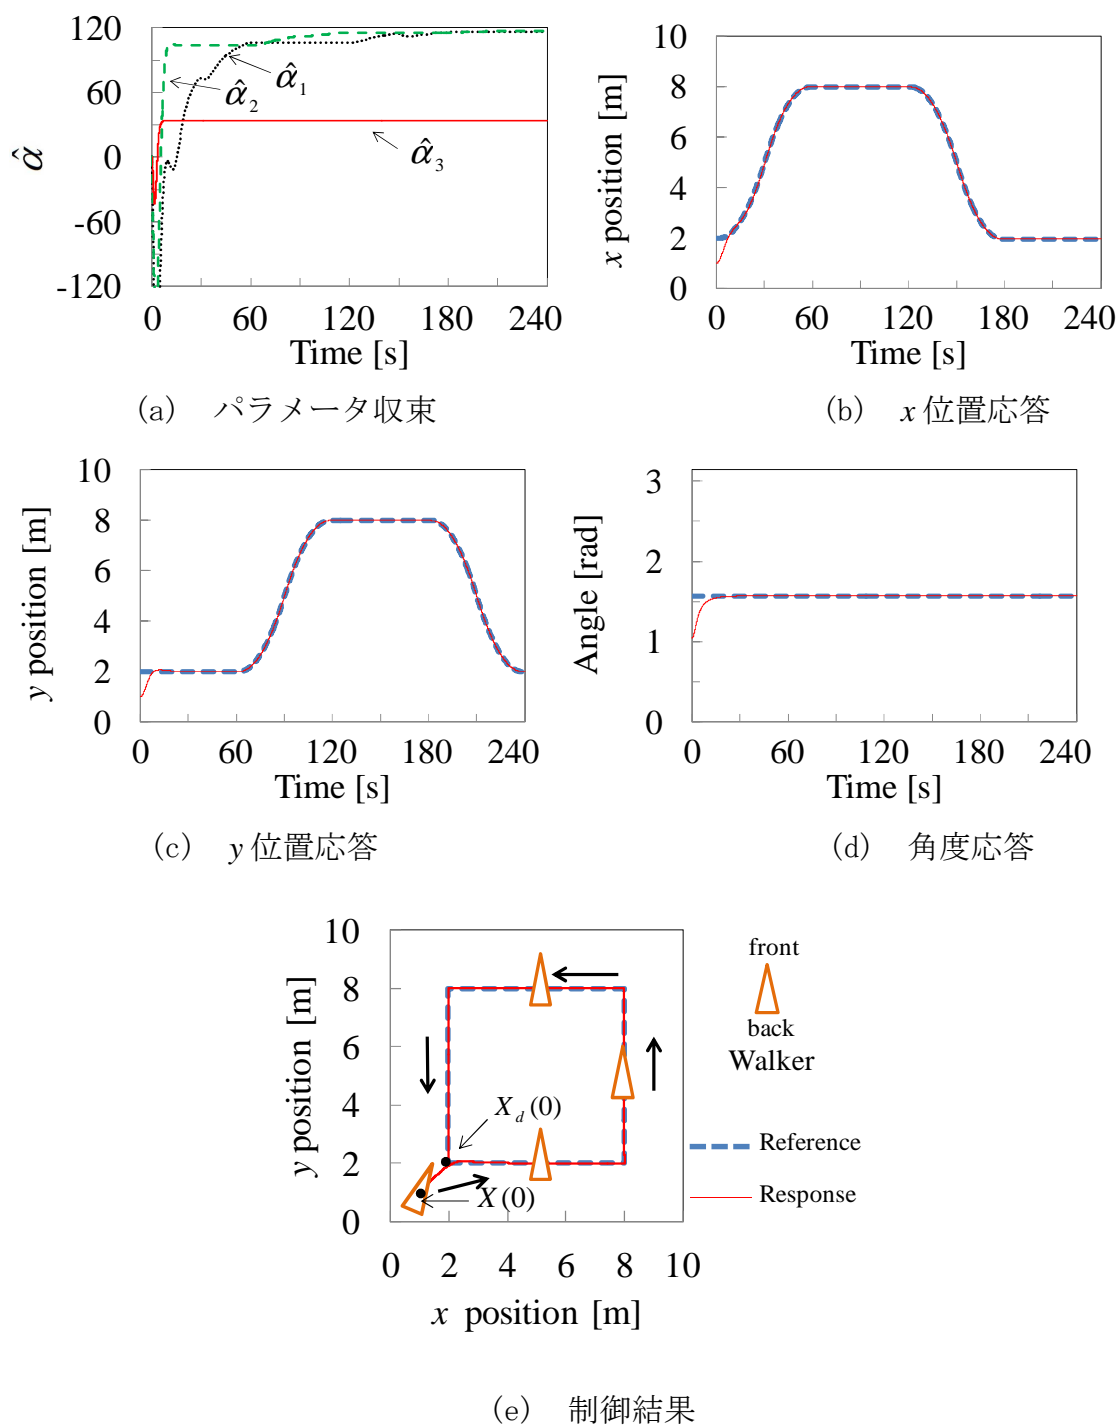 120
60
0
-60
-120
α̂
α̂₁
α̂₂
α̂₃
0 60 120 180 240
Time [s]
(a) パラメータ収束
10
8
6
4
2
0
x position [m]
0 60 120 180 240
Time [s]
(b) x 位置応答
10
8
6
4
2
0
y position [m]
0 60 120 180 240
Time [s]
(c) y 位置応答
3
2
1
0
Angle [rad]
0 60 120 180 240
Time [s]
(d) 角度応答
10
8
6
4
2
0
y position [m]
X_d(0)
X(0)
0 2 4 6 8 10
x position [m]
front
back
Walker
Reference
Response
(e) 制御結果